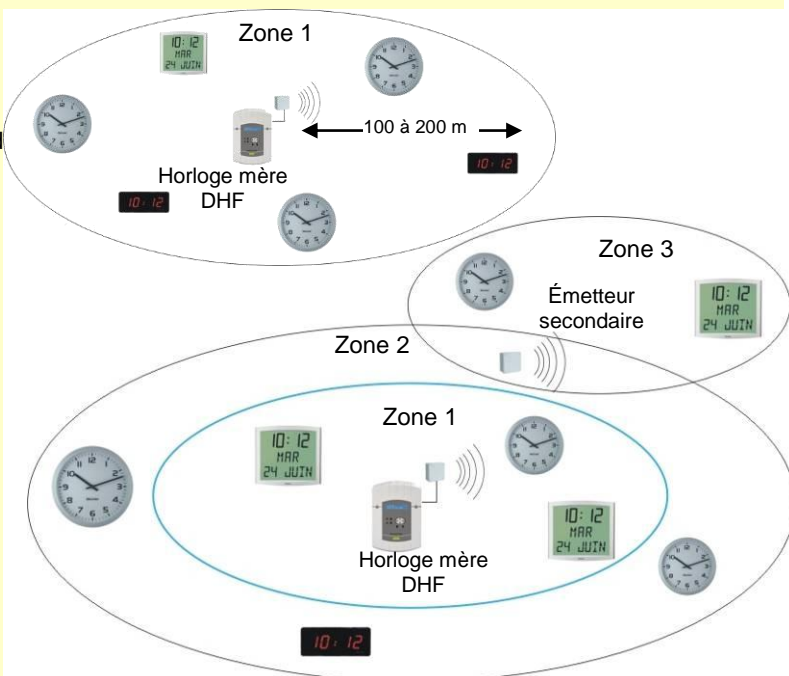 Zone 1
10:12
MAR
24 JUIN
100 à 200 m
10:12
Horloge mère
DHF
10:12
Zone 3
10:12
MAR
24 JUIN
Émetteur
secondaire
Zone 2
Zone 1
10:12
MAR
24 JUIN
10:12
MAR
24 JUIN
Horloge mère
DHF
10:12